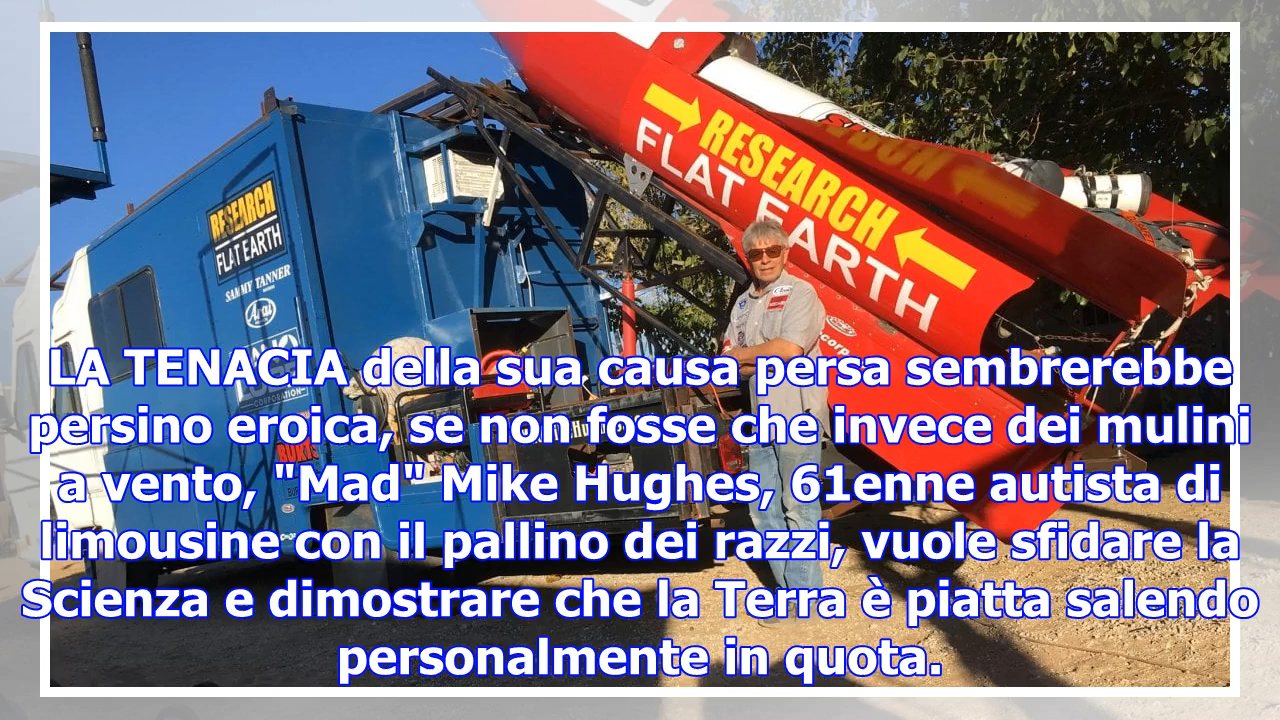 RESEARCH
FLAT EARTH
RESEARCH
FLAT EARTH
SAMMY TANNER
Arai
CORPORATION
LA TENACIA della sua causa persa sembrerebbe
persino eroica, se non fosse che invece dei mulini
a vento, "Mad" Mike Hughes, 61enne autista di
limousine con il pallino dei razzi, vuole sfidare la
Scienza e dimostrare che la Terra è piatta salendo
personalmente in quota.